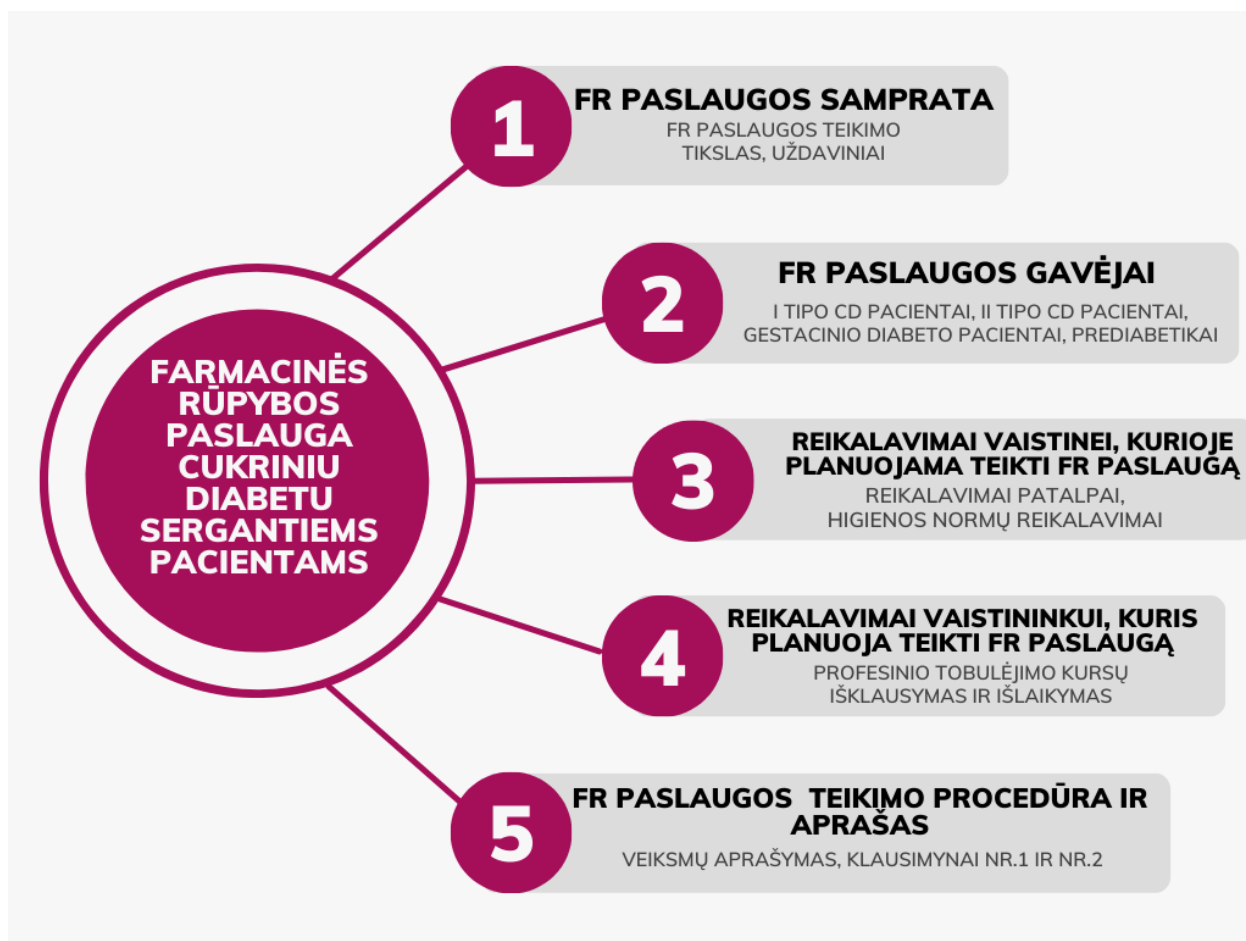 FARMACINĖS
RŪPYBOS
PASLAUGA
CUKRINIU
DIABETU
SERGANTIEMS
PACIENTAMS
1
FR PASLAUGOS SAMPRATA
FR PASLAUGOS TEIKIMO
TIKSLAS, UŽDAVINIAI
2
FR PASLAUGOS GAVĖJAI
I TIPO CD PACIENTAI, II TIPO CD PACIENTAI,
GESTACINIO DIABETO PACIENTAI, PREDIABETIKAI
3
REIKALAVIMAI VAISTINEI, KURIOJE
PLANUOJAMA TEIKTI FR PASLAUGĄ
REIKALAVIMAI PATALPAI,
HIGIENOS NORMŲ REIKALAVIMAI
4
REIKALAVIMAI VAISTININKUI, KURIS
PLANUOJA TEIKTI FR PASLAUGĄ
PROFESINIO TOBULĖJIMO KURSŲ
IŠKLAUSYMAS IR IŠLAIKYMAS
5
FR PASLAUGOS TEIKIMO PROCEDŪRA IR
APRAŠAS
VEIKSMŲ APRAŠYMAS, KLAUSIMYNAI NR.1 IR NR.2